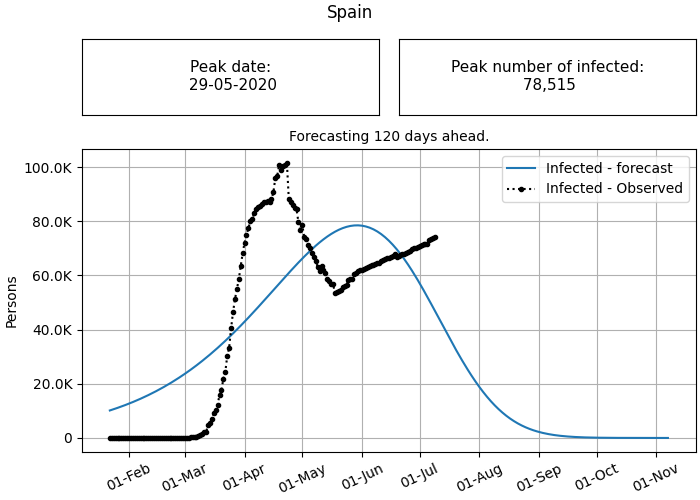 Spain
Peak date:
29-05-2020
Peak number of infected:
78,515
Forecasting 120 days ahead.
Infected - forecast
Infected - Observed
100.0K
80.0K
60.0K
40.0K
20.0K
0
Persons
01-Feb
01-Mar
01-Apr
01-May
01-Jun
01-Jul
01-Aug
01-Sep
01-Oct
01-Nov